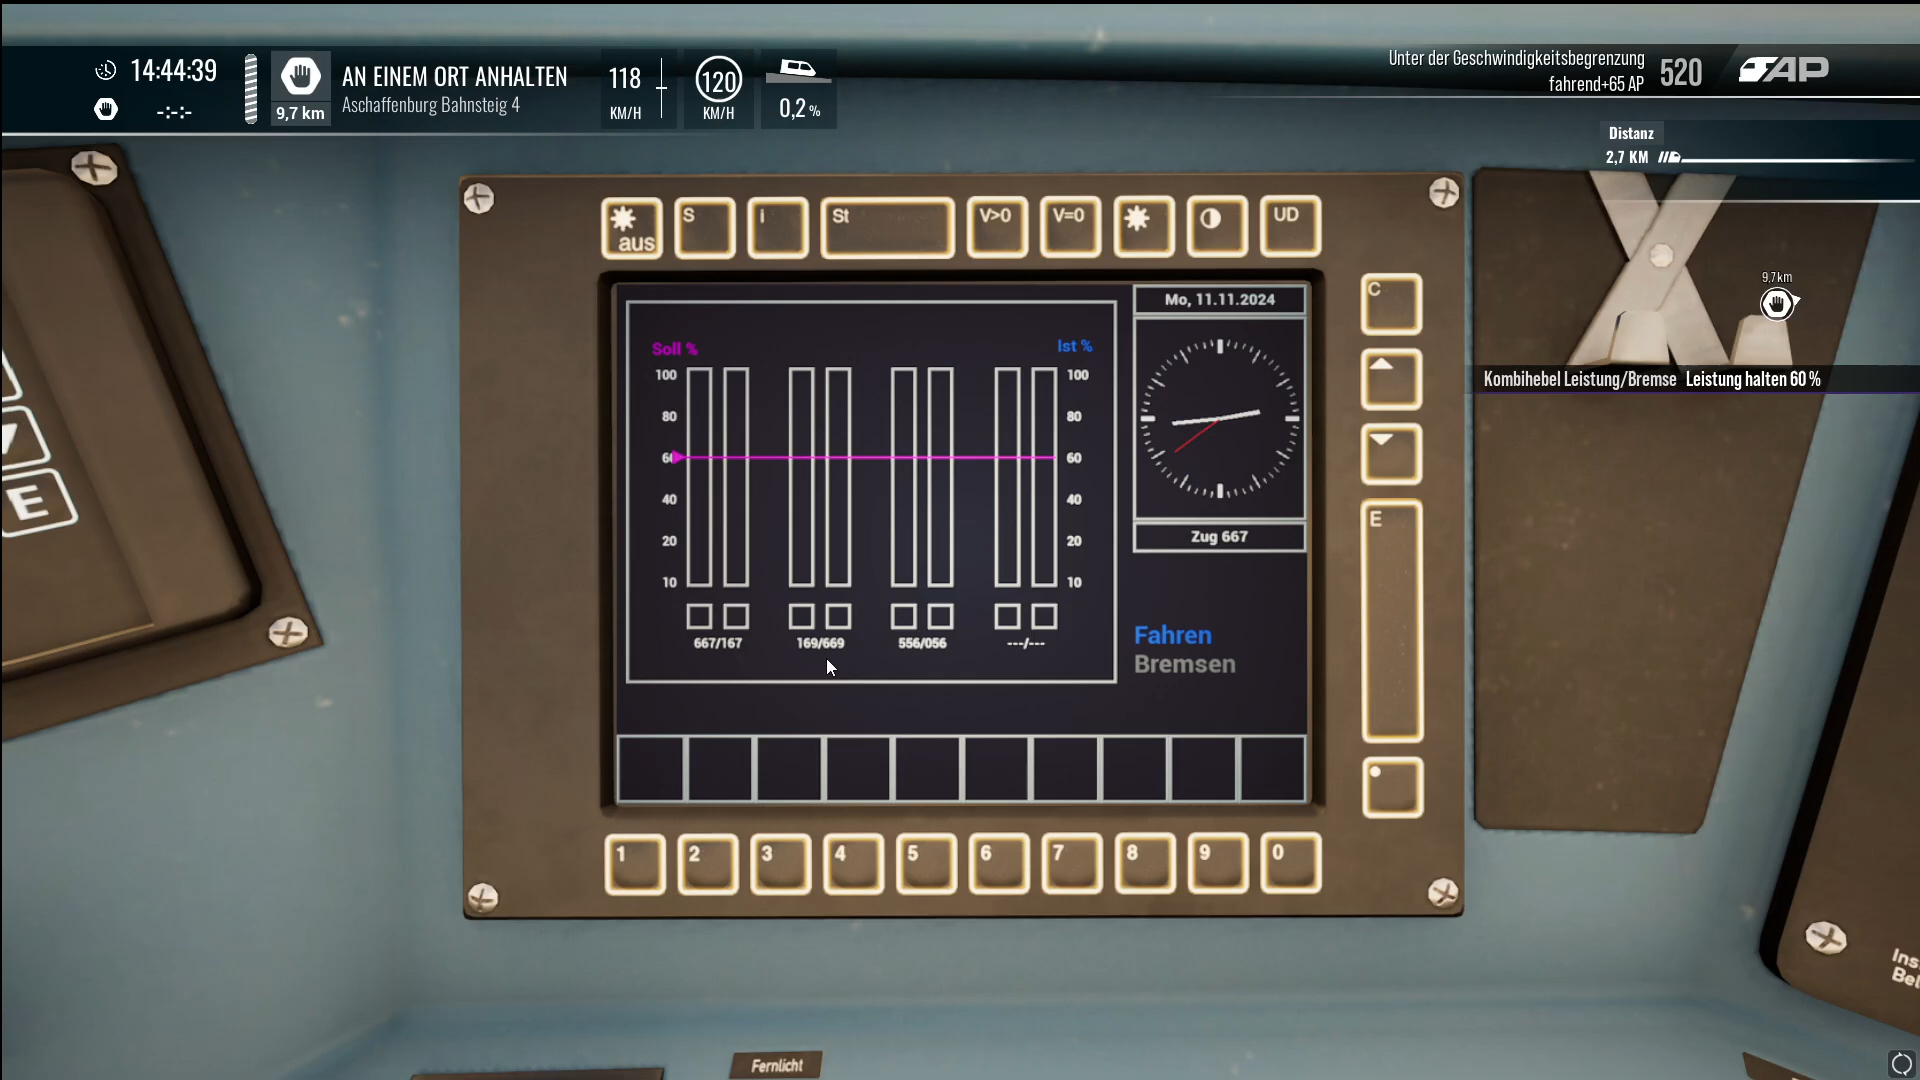 14:44:39
-:-:-
9,7 km
AN EINEM ORT ANHALTEN
Aschaffenburg Bahnsteig 4
118
KM/H
120
KM/H
0,2 %
Unter der Geschwindigkeitsbegrenzung
fahrend+65 AP
520
AP
Distanz
2,7 KM
9,7km
Kombihebel Leistung/Bremse Leistung halten 60 %
aus
S
i
St
V>0
V=0
UD
C
E
Mo, 11.11.2024
Soll %
Ist %
100
80
60
40
20
10
100
80
60
40
20
10
667/167
169/669
556/056
---/---
Zug 667
Fahren
Bremsen
1
2
3
4
5
6
7
8
9
0
E
Fernlicht